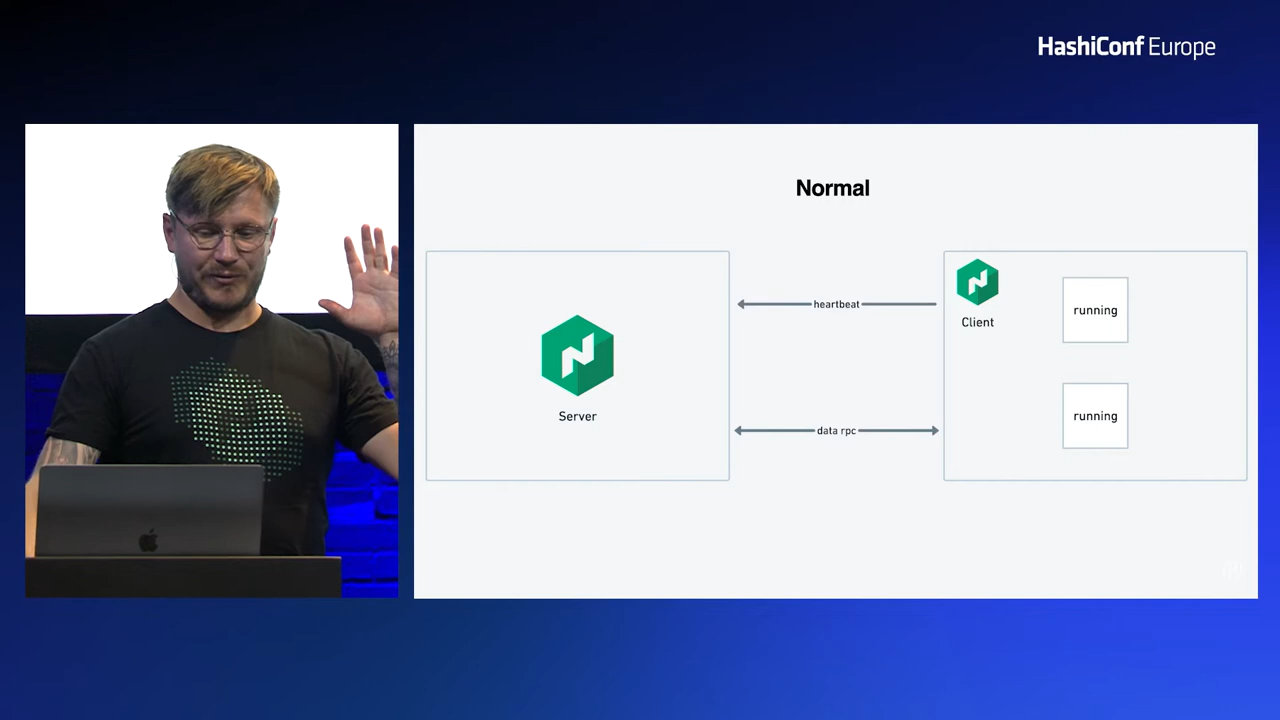 HashiConf Europe
Normal
heartbeat
Client
running
Server
data rpc
running